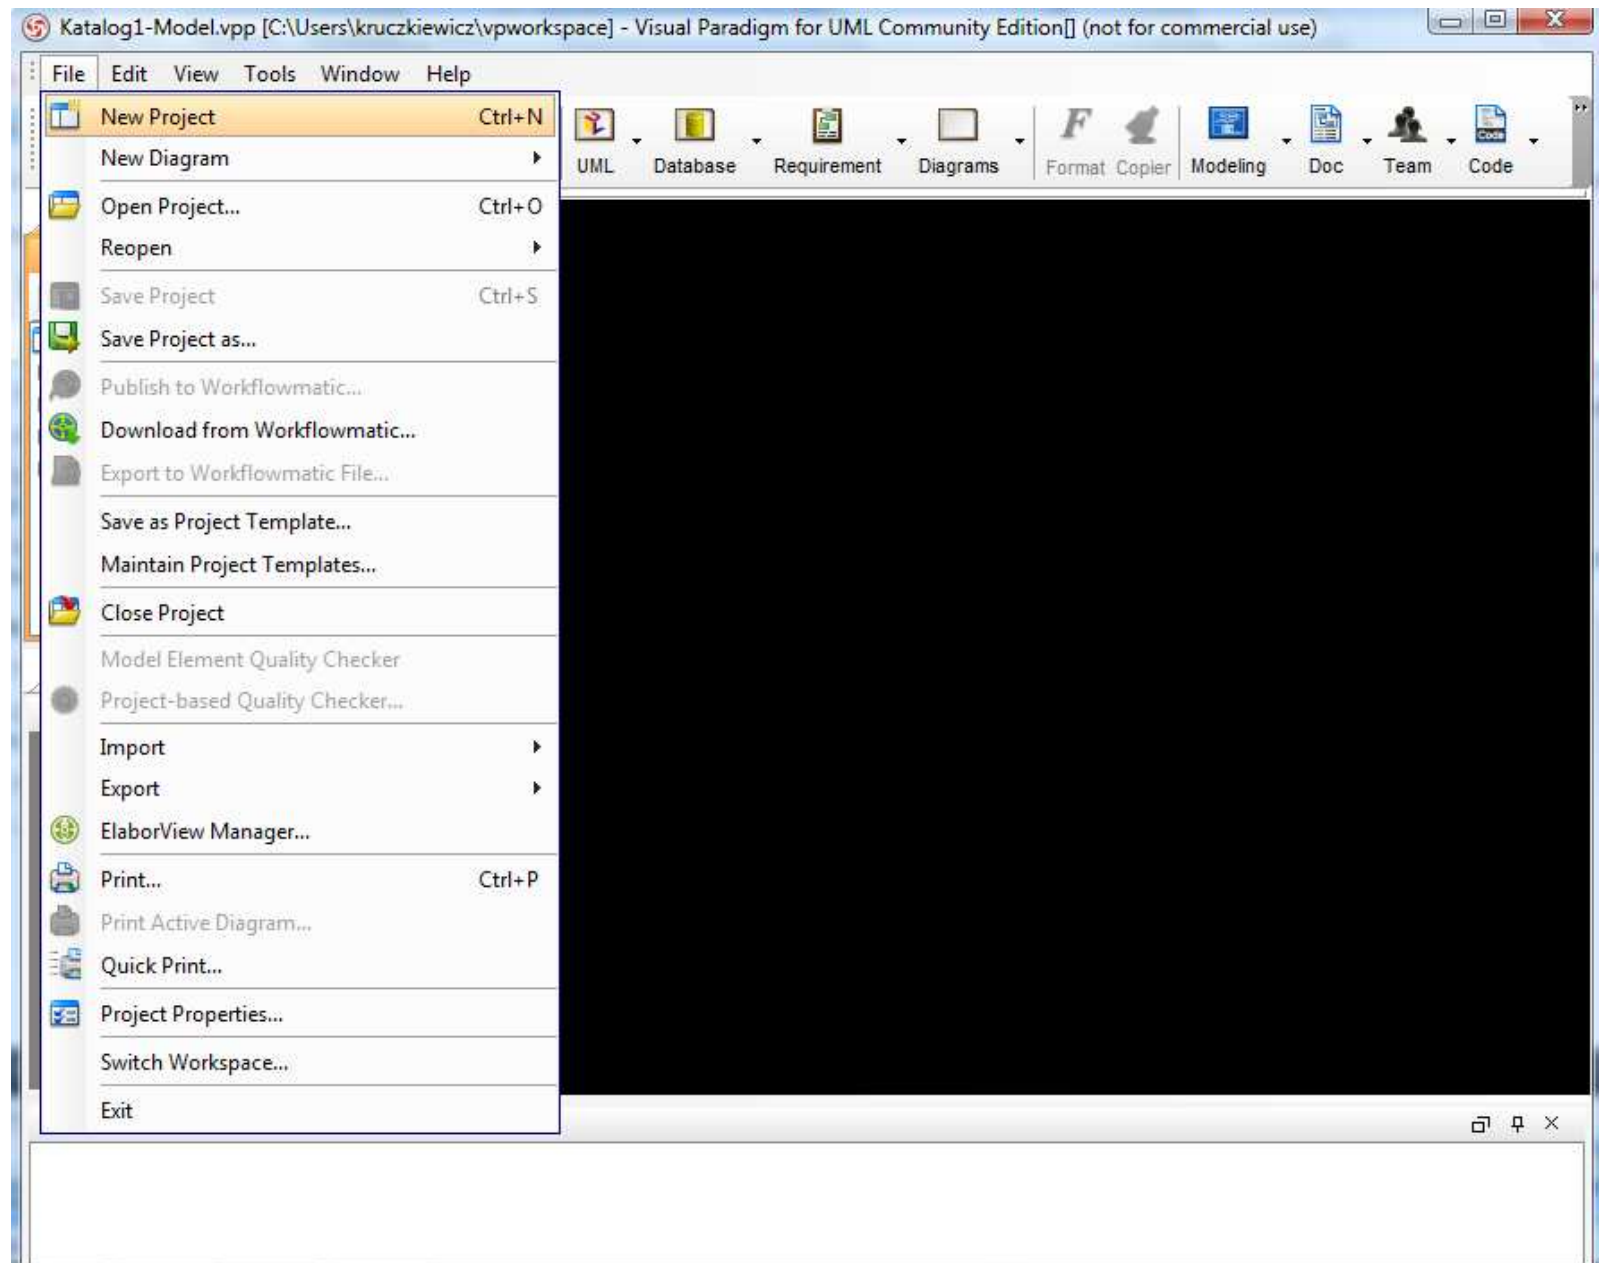 Katalog1-Model.vpp [C:\Users\kruczkiewicz\vpworkspace] - Visual Paradigm for UML Community Edition[] (not for commercial use)
File Edit View Tools Window Help
New Project Ctrl+N
New Diagram
Open Project... Ctrl+O
Reopen
Save Project Ctrl+S
Save Project as...
Publish to Workflowmatic...
Download from Workflowmatic...
Export to Workflowmatic File...
Save as Project Template...
Maintain Project Templates...
Close Project
Model Element Quality Checker
Project-based Quality Checker...
Import
Export
ElaborView Manager...
Print... Ctrl+P
Print Active Diagram...
Quick Print...
Project Properties...
Switch Workspace...
Exit
UML Database Requirement Diagrams Format Copier Modeling Doc Team Code